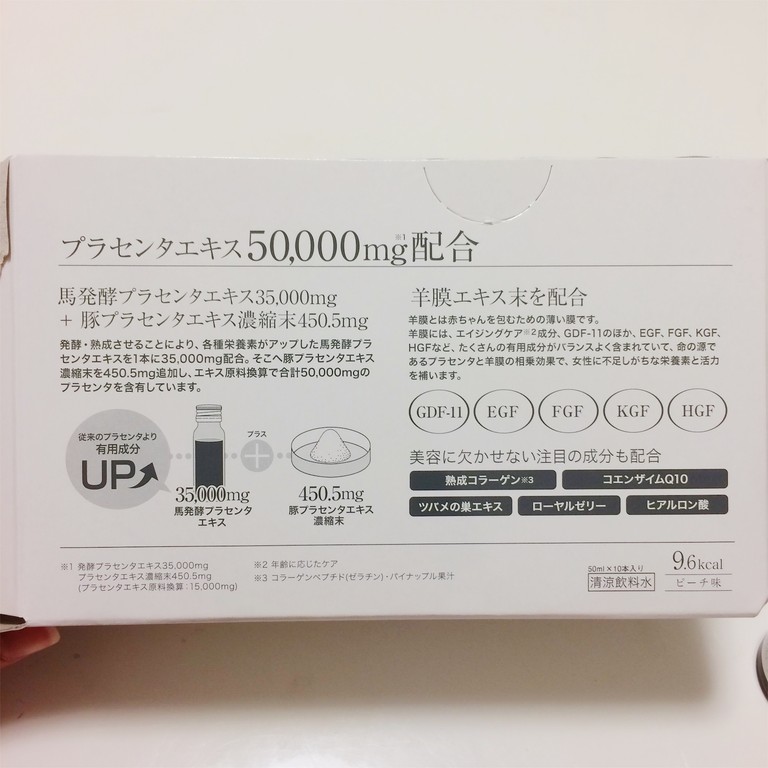 プラセンタエキス50,000mg※1配合
馬発酵プラセンタエキス35,000mg
+ 豚プラセンタエキス濃縮末450.5mg
発酵・熟成させることにより、各種栄養素がアップした馬発酵プラ
センタエキスを1本に35,000mg配合。そこへ豚プラセンタエキス
濃縮末を450.5mg追加し、エキス原料換算で合計50,000mgの
プラセンタを含有しています。
従来のプラセンタより
有用成分
UP
プラス
35,000mg
馬発酵プラセンタ
エキス
450.5mg
豚プラセンタエキス
濃縮末
羊膜エキス末を配合
羊膜とは赤ちゃんを包むための薄い膜です。
羊膜には、エイジングケア※2成分、GDF-11のほか、EGF、FGF、KGF、
HGFなど、たくさんの有用成分がバランスよく含まれていて、命の源で
あるプラセンタと羊膜の相乗効果で、女性に不足しがちな栄養素と活力
を補います。
GDF-11 EGF FGF KGF HGF
美容に欠かせない注目の成分も配合
熟成コラーゲン※3 コエンザイムQ10
ツバメの巣エキス ローヤルゼリー ヒアルロン酸
※1 発酵プラセンタエキス35,000mg
プラセンタエキス濃縮末450.5mg
(プラセンタエキス原料換算：15,000mg)
※2 年齢に応じたケア
※3 コラーゲンペプチド(ゼラチン)・パイナップル果汁
50ml×10本入り
清涼飲料水
9.6kcal
ピーチ味